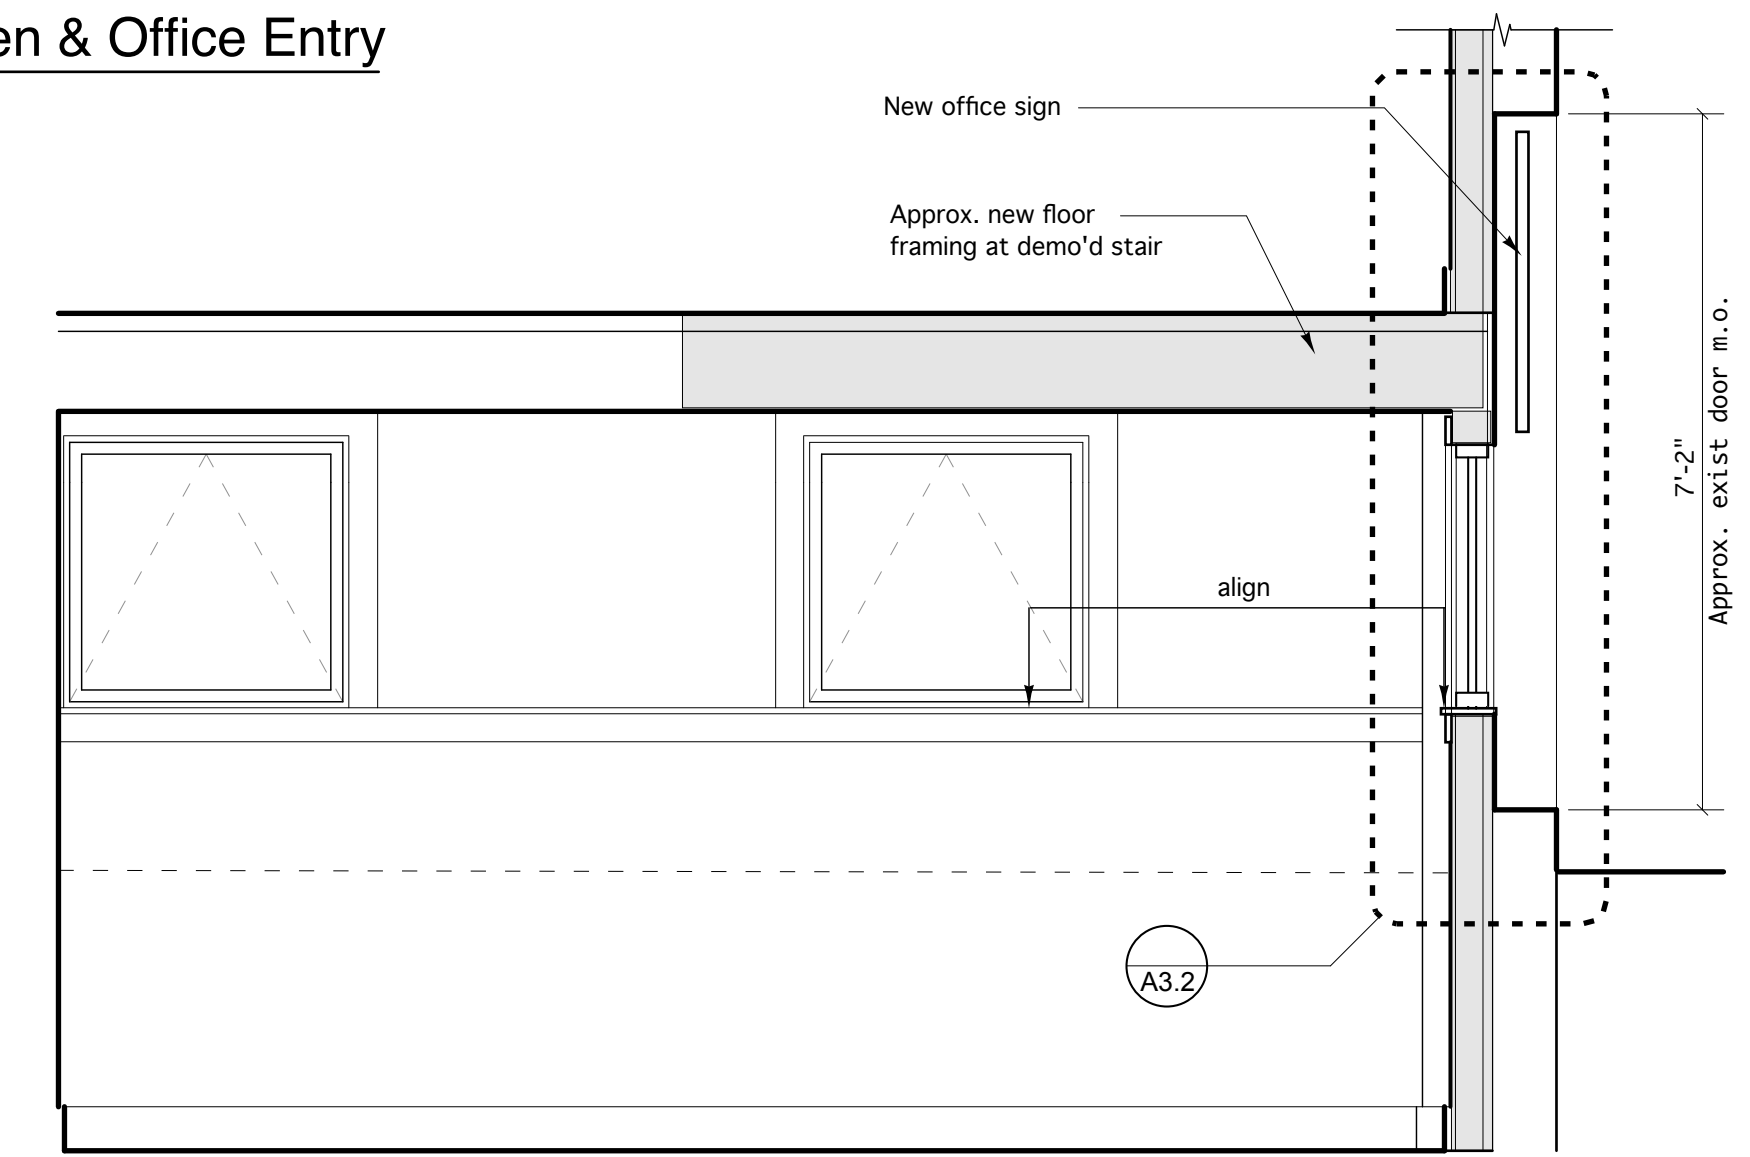 en & Office Entry
New office sign
Approx. new floor
framing at demo'd stair
7'-2"
Approx. exist door m.o.
align
A3.2